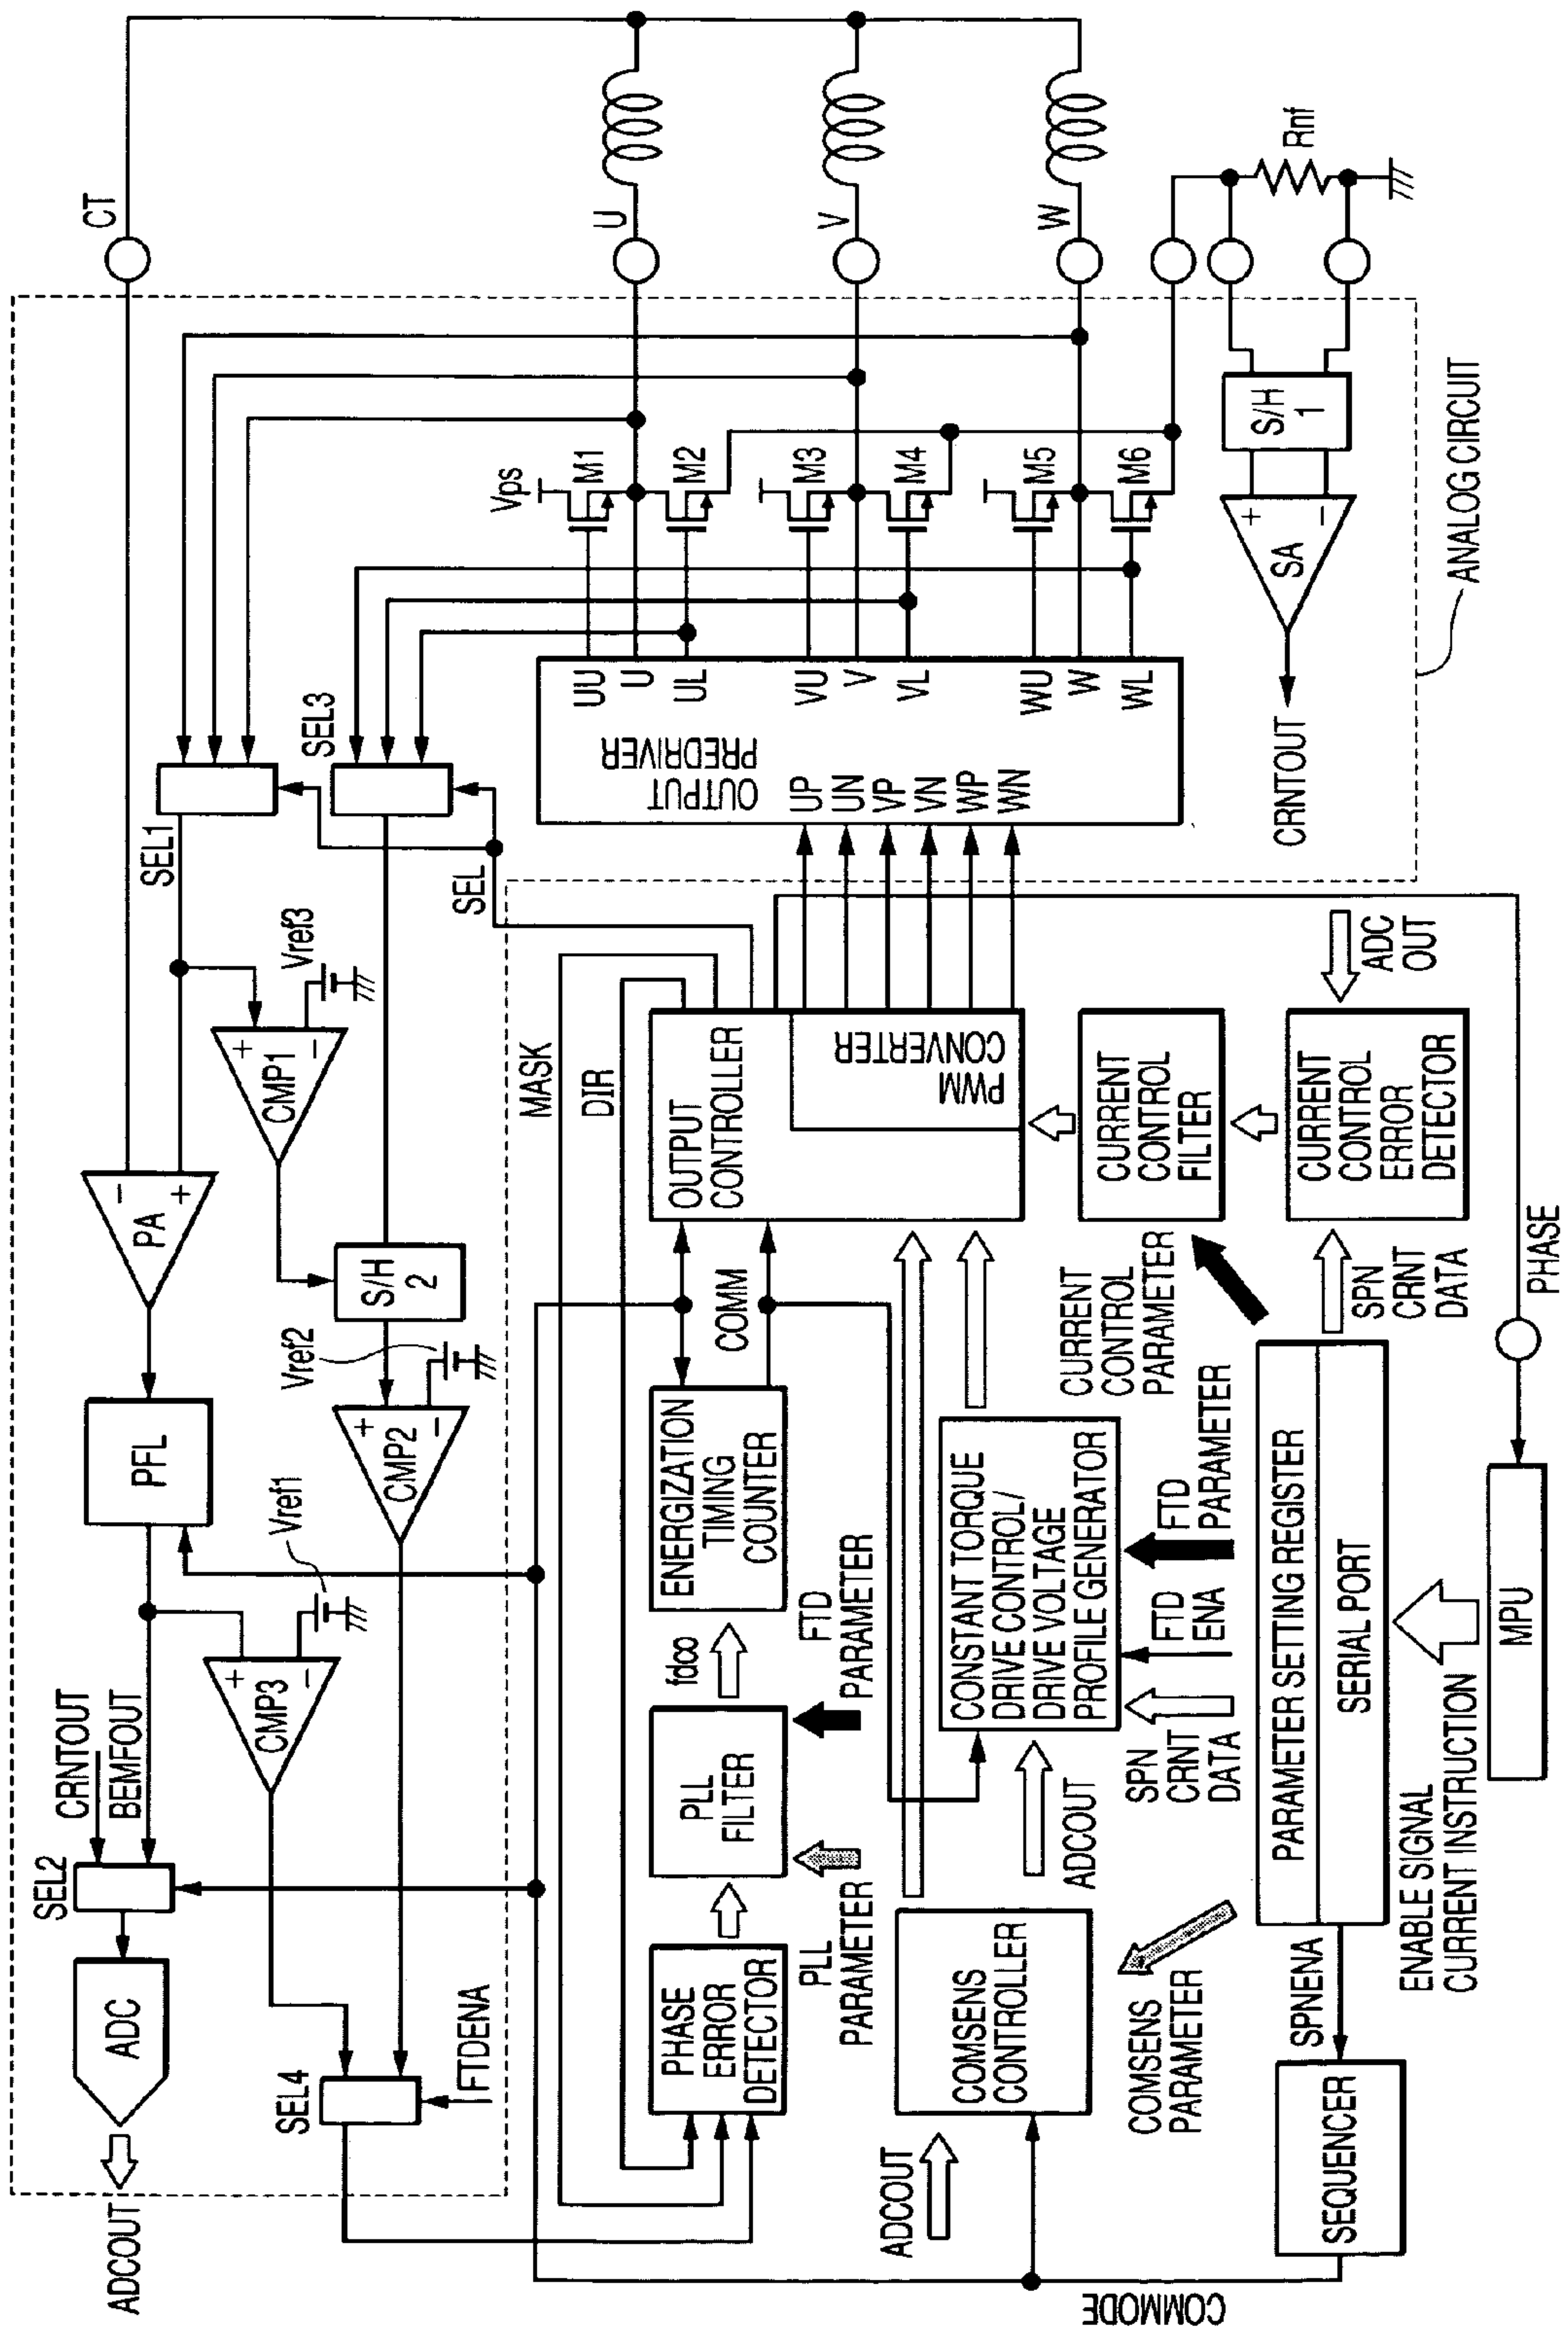 ADCOUT
ADC
SEL2
CRNTOUT
BEMFOUT
PFL
PA
−
+
SEL1
CT
SEL4
FTDENA
CMP3
+
−
Vref1
CMP2
+
−
Vref2
S/H
2
CMP1
+
−
Vref3
SEL3
SEL
MASK
DIR
PHASE
ERROR
DETECTOR
PLL
FILTER
fdco
ENERGIZATION
TIMING
COUNTER
COMM
OUTPUT
CONTROLLER
PWM
CONVERTER
PLL
PARAMETER
FTD
PARAMETER
OUTPUT
PREDRIVER
UP
UN
VP
VN
WP
WN
UU
U
UL
VU
V
VL
WU
W
WL
Vps
M1
M2
M3
M4
M5
M6
U
V
W
Rnf
S/H
1
SA
+
−
CRNTOUT
ANALOG CIRCUIT
ADCOUT
COMSENS
CONTROLLER
ADCOUT
CONSTANT TORQUE
DRIVE CONTROL/
DRIVE VOLTAGE
PROFILE GENERATOR
CURRENT
CONTROL
PARAMETER
CURRENT
CONTROL
FILTER
CURRENT
CONTROL
ERROR
DETECTOR
ADC
OUT
COMSENS
PARAMETER
SPN
CRNT
DATA
FTD
ENA
FTD
PARAMETER
SPN
CRNT
DATA
COMMODE
SEQUENCER
SPNENA
PARAMETER SETTING REGISTER
SERIAL PORT
ENABLE SIGNAL
CURRENT INSTRUCTION
MPU
PHASE